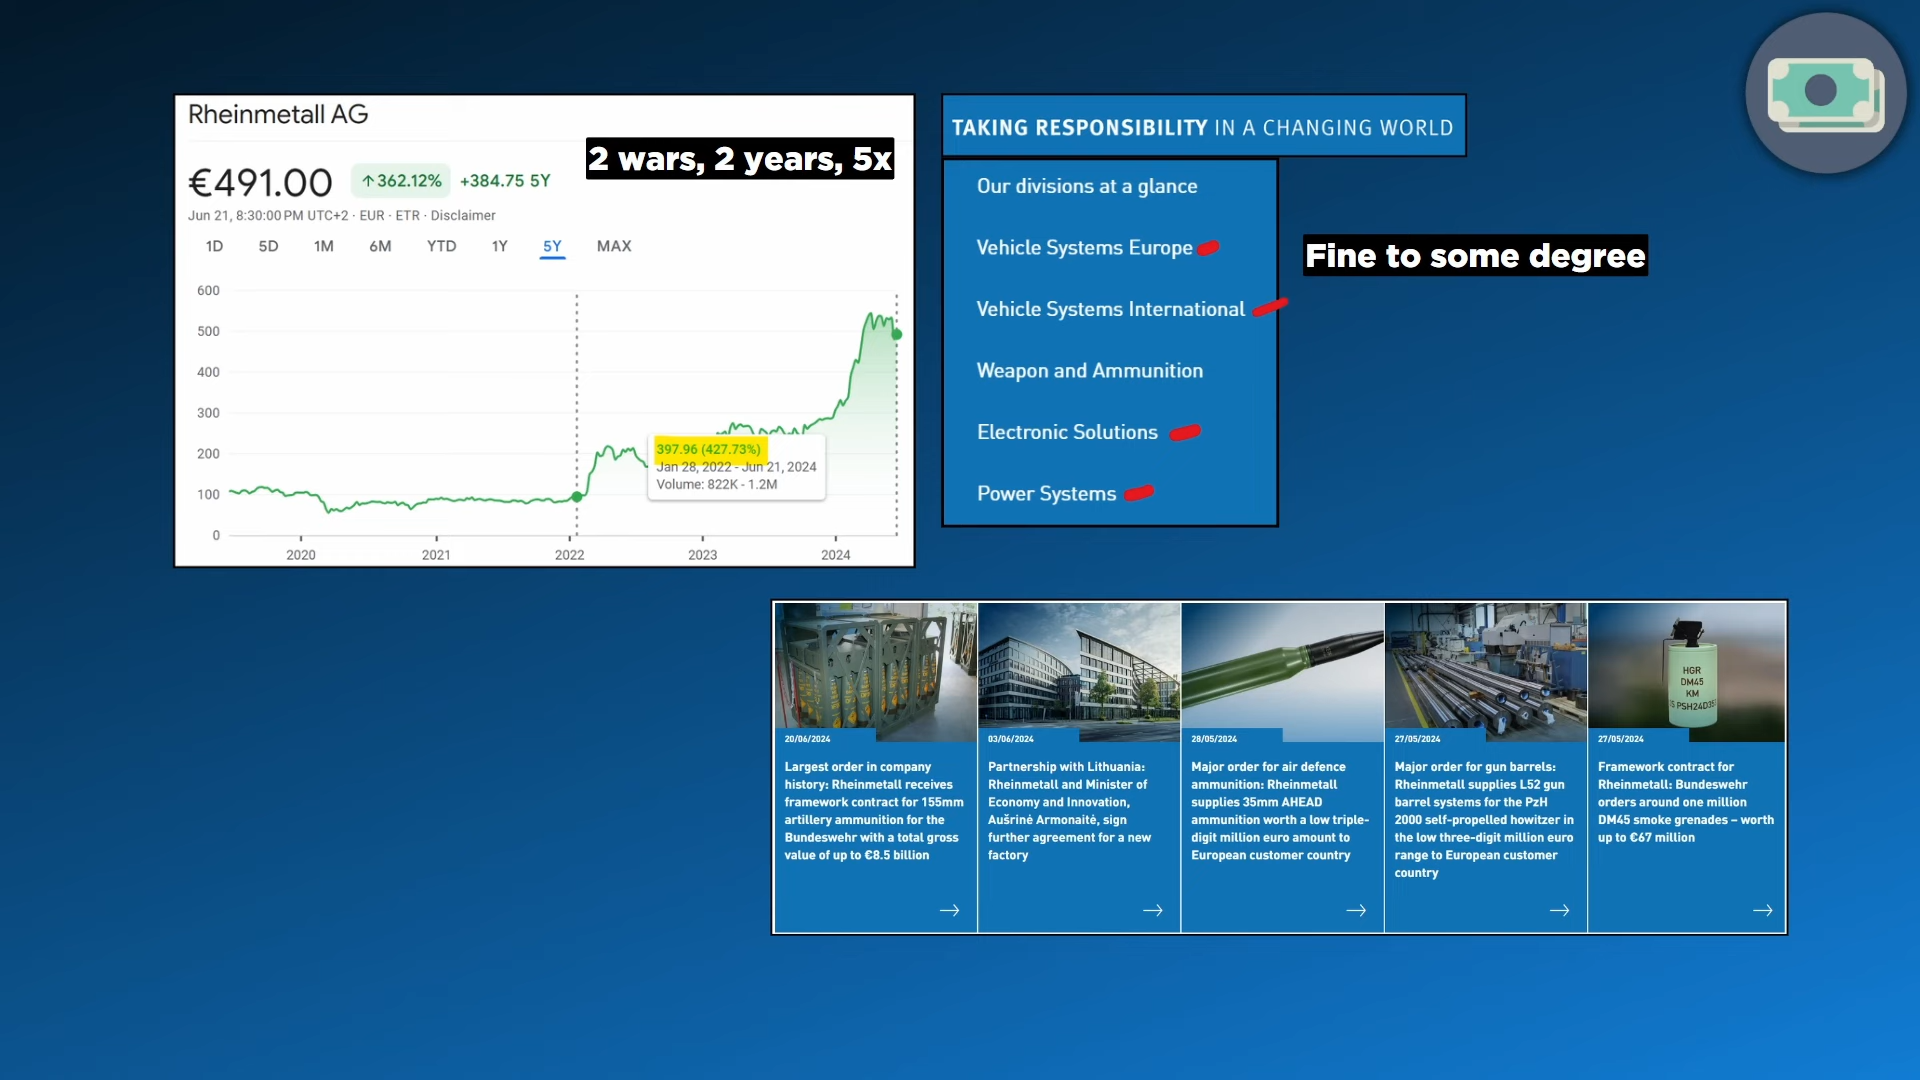 Rheinmetall AG
2 wars, 2 years, 5x
€491.00 ↑362.12% +384.75 5Y
Jun 21, 8:30:00 PM UTC+2 · EUR · ETR · Disclaimer
1D 5D 1M 6M YTD 1Y 5Y MAX
600
500
400
300
200
100
0
397.96 (427.73%)
Jan 28, 2022 - Jun 21, 2024
Volume: 822K - 1.2M
2020 2021 2022 2023 2024
TAKING RESPONSIBILITY IN A CHANGING WORLD
Our divisions at a glance
Vehicle Systems Europe
Vehicle Systems International
Weapon and Ammunition
Electronic Solutions
Power Systems
Fine to some degree
20/06/2024
Largest order in company
history: Rheinmetall receives
framework contract for 155mm
artillery ammunition for the
Bundeswehr with a total gross
value of up to €8.5 billion
03/06/2024
Partnership with Lithuania:
Rheinmetall and Minister of
Economy and Innovation,
Aušrinė Armonaitė, sign
further agreement for a new
factory
28/05/2024
Major order for air defence
ammunition: Rheinmetall
supplies 35mm AHEAD
ammunition worth a low triple-
digit million euro amount to
European customer country
27/05/2024
Major order for gun barrels:
Rheinmetall supplies L52 gun
barrel systems for the PzH
2000 self-propelled howitzer in
the low three-digit million euro
range to European customer
country
HGR
DM45
KM
27/05/2024
Framework contract for
Rheinmetall: Bundeswehr
orders around one million
DM45 smoke grenades – worth
up to €67 million